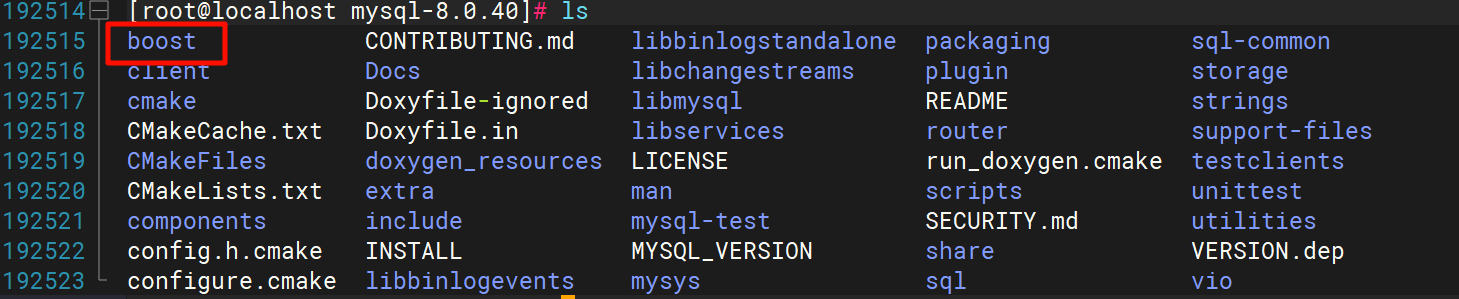 192514 [root@localhost mysql-8.0.40]# ls
192515 boost CONTRIBUTING.md libbinlogstandalone packaging sql-common
192516 client Docs libchangestreams plugin storage
192517 cmake Doxyfile-ignored libmysql README strings
192518 CMakeCache.txt Doxyfile.in libservices router support-files
192519 CMakeFiles doxygen_resources LICENSE run_doxygen.cmake testclients
192520 CMakeLists.txt extra man scripts unittest
192521 components include mysql-test SECURITY.md utilities
192522 config.h.cmake INSTALL MYSQL_VERSION share VERSION.dep
192523 configure.cmake libbinlogevents mysys sql vio